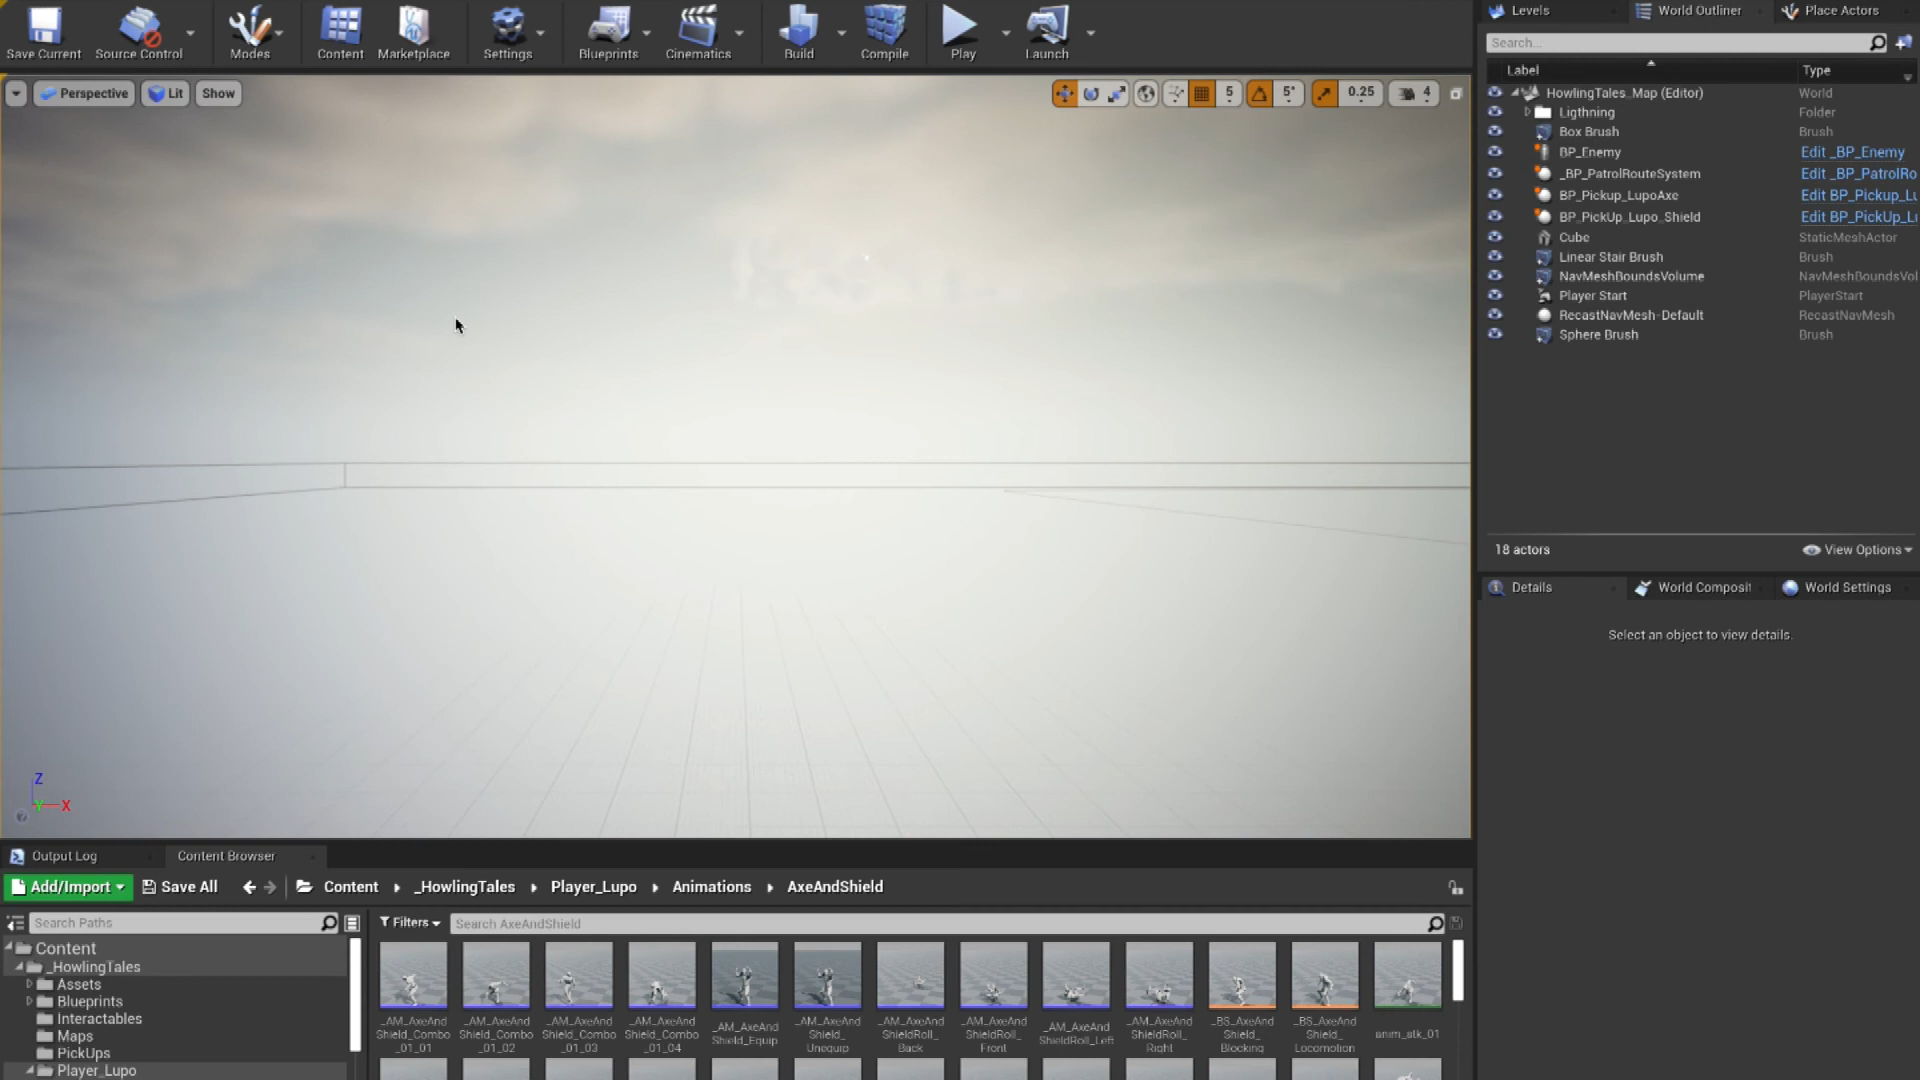 Save Current Source Control Modes Content Marketplace Settings Blueprints Cinematics Build Compile Play Launch
Perspective Lit Show 5 5° 0.25 4
Z
Y X
Levels World Outliner Place Actors
Search...
Label Type
HowlingTales_Map (Editor) World
Ligthning Folder
Box Brush Brush
BP_Enemy Edit _BP_Enemy
_BP_PatrolRouteSystem Edit _BP_PatrolRo
BP_Pickup_LupoAxe Edit BP_Pickup_Lu
BP_PickUp_Lupo_Shield Edit BP_PickUp_Lu
Cube StaticMeshActor
Linear Stair Brush Brush
NavMeshBoundsVolume NavMeshBoundsVol
Player Start PlayerStart
RecastNavMesh-Default RecastNavMesh
Sphere Brush Brush
18 actors View Options
Details World Composit World Settings
Select an object to view details.
Output Log Content Browser
Add/Import Save All Content _HowlingTales Player_Lupo Animations AxeAndShield
Search Paths Filters Search AxeAndShield
Content
_HowlingTales
Assets
Blueprints
Interactables
Maps
PickUps
Player_Lupo
_AM_AxeAnd
Shield_Combo
_01_01
_AM_AxeAnd
Shield_Combo
_01_02
_AM_AxeAnd
Shield_Combo
_01_03
_AM_AxeAnd
Shield_Combo
_01_04
_AM_AxeAnd
Shield_Equip
_AM_AxeAnd
Shield_
Unequip
_AM_AxeAnd
ShieldRoll_
Back
_AM_AxeAnd
ShieldRoll_
Front
_AM_AxeAnd
ShieldRoll_Left
_AM_AxeAnd
ShieldRoll_
Right
_BS_AxeAnd
Shield_
Blocking
_BS_AxeAnd
Shield_
Locomotion
anim_atk_01